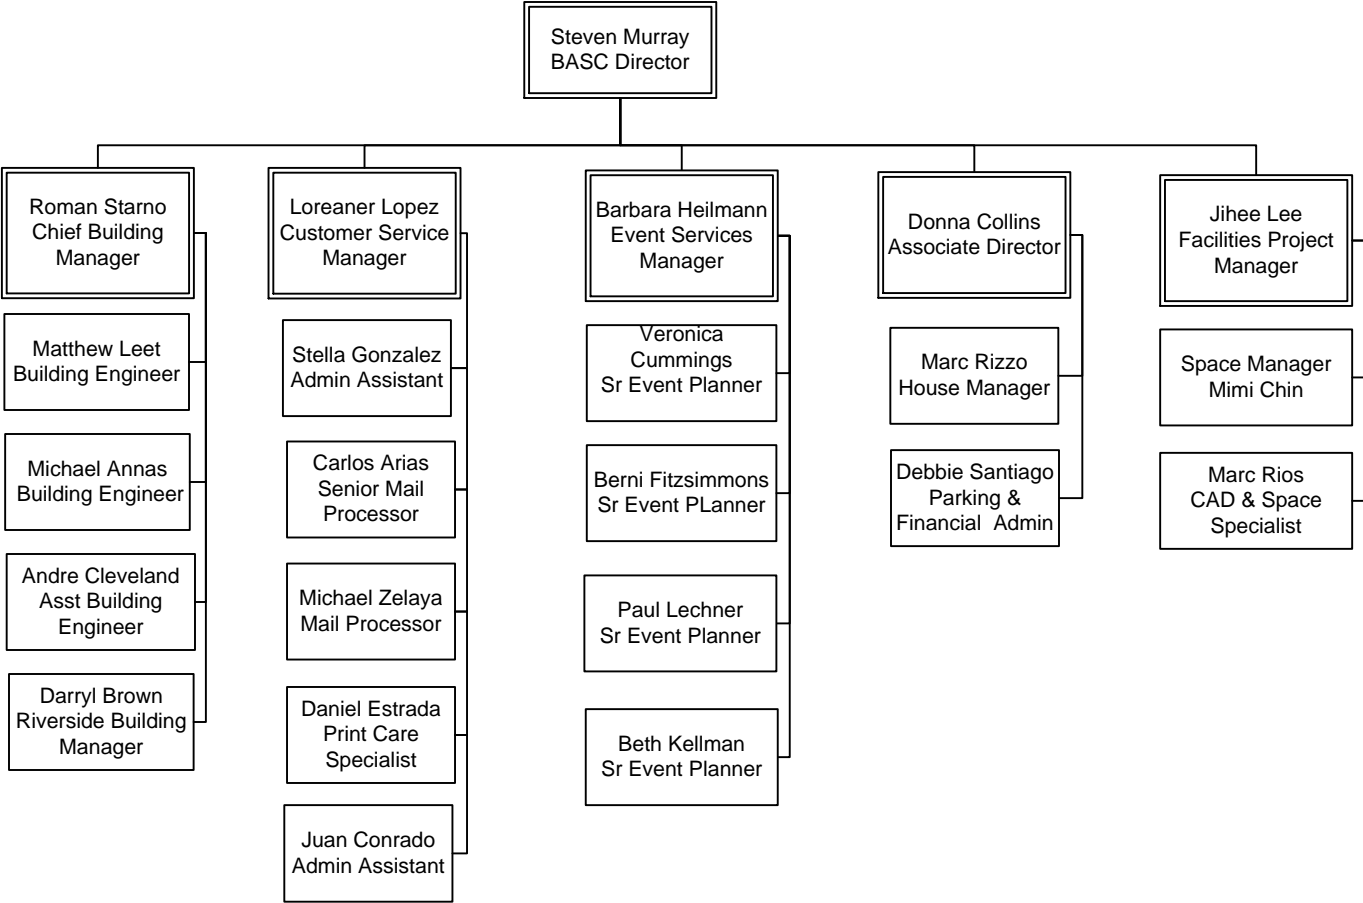 Steven Murray
BASC Director
Roman Starno
Chief Building
Manager
Matthew Leet
Building Engineer
Michael Annas
Building Engineer
Andre Cleveland
Asst Building
Engineer
Darryl Brown
Riverside Building
Manager
Loreaner Lopez
Customer Service
Manager
Stella Gonzalez
Admin Assistant
Carlos Arias
Senior Mail
Processor
Michael Zelaya
Mail Processor
Daniel Estrada
Print Care
Specialist
Juan Conrado
Admin Assistant
Barbara Heilmann
Event Services
Manager
Veronica
Cummings
Sr Event Planner
Berni Fitzsimmons
Sr Event PLanner
Paul Lechner
Sr Event Planner
Beth Kellman
Sr Event Planner
Donna Collins
Associate Director
Marc Rizzo
House Manager
Debbie Santiago
Parking &
Financial  Admin
Jihee Lee
Facilities Project
Manager
Space Manager
Mimi Chin
Marc Rios
CAD & Space
Specialist